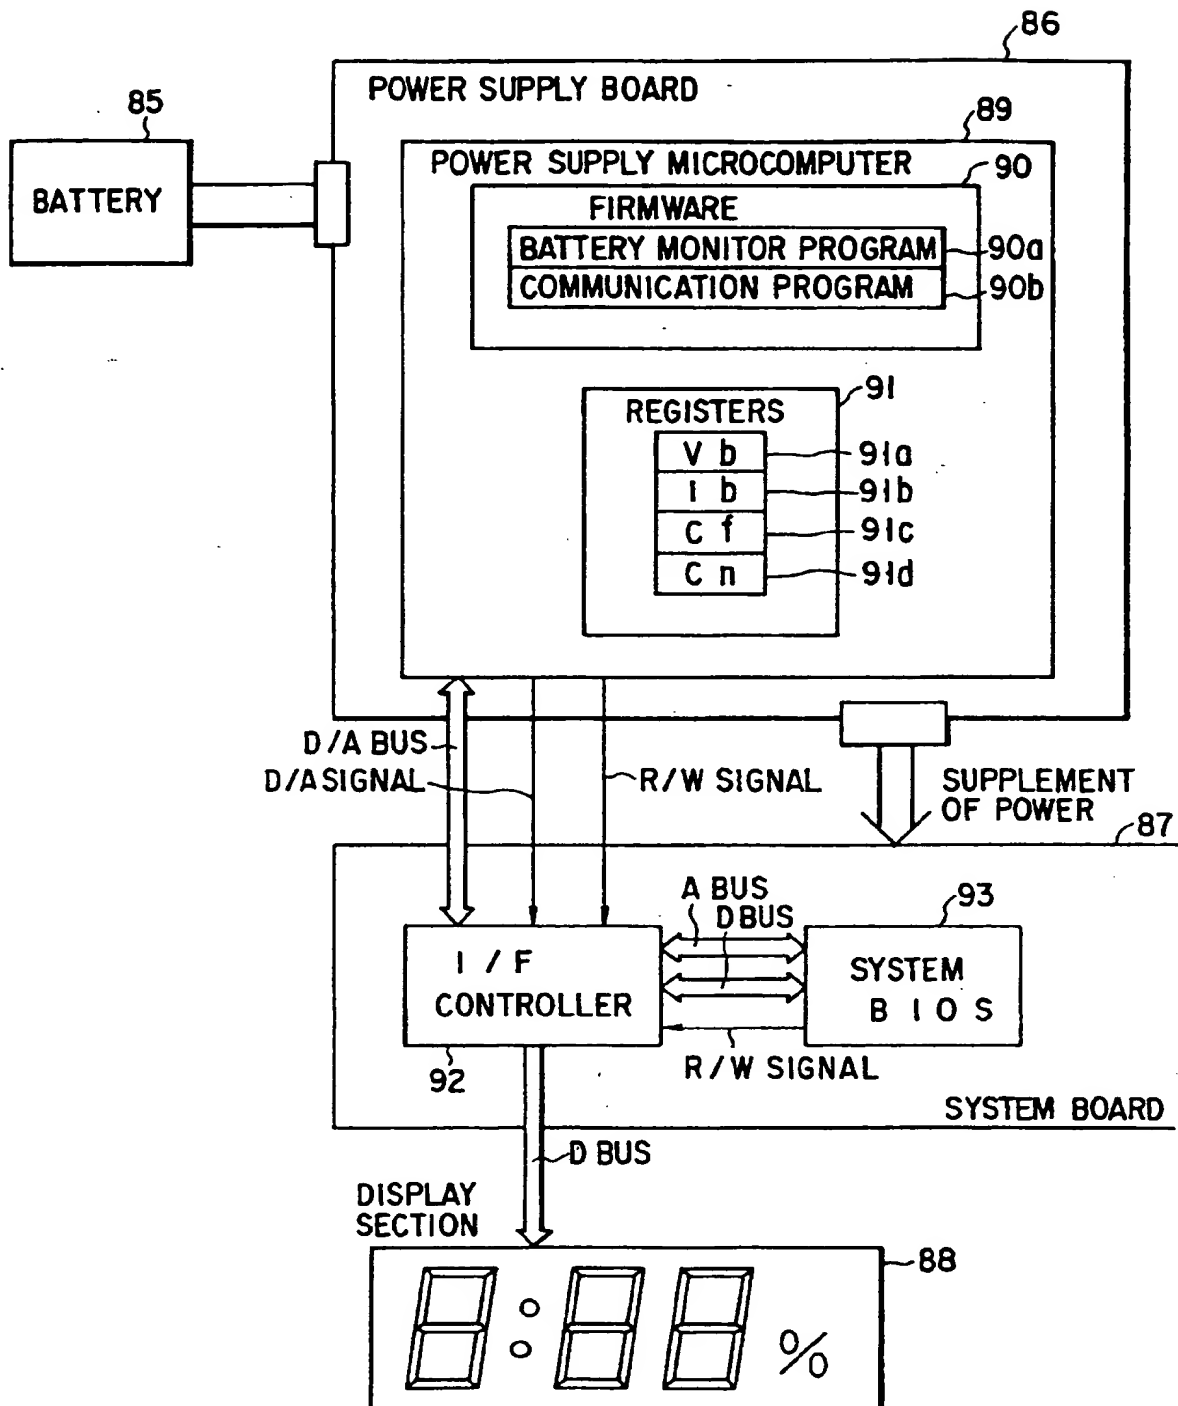 86
POWER SUPPLY BOARD
85
BATTERY
89
POWER SUPPLY MICROCOMPUTER
90
FIRMWARE
BATTERY MONITOR PROGRAM
90a
COMMUNICATION PROGRAM
90b
91
REGISTERS
V b
91a
I b
91b
C f
91c
C n
91d
D/A BUS
D/A SIGNAL
R/W SIGNAL
SUPPLEMENT
OF POWER
87
A BUS
D BUS
93
I / F
CONTROLLER
SYSTEM
B I O S
92
R/W SIGNAL
SYSTEM BOARD
D BUS
DISPLAY
SECTION
88
8:88 %